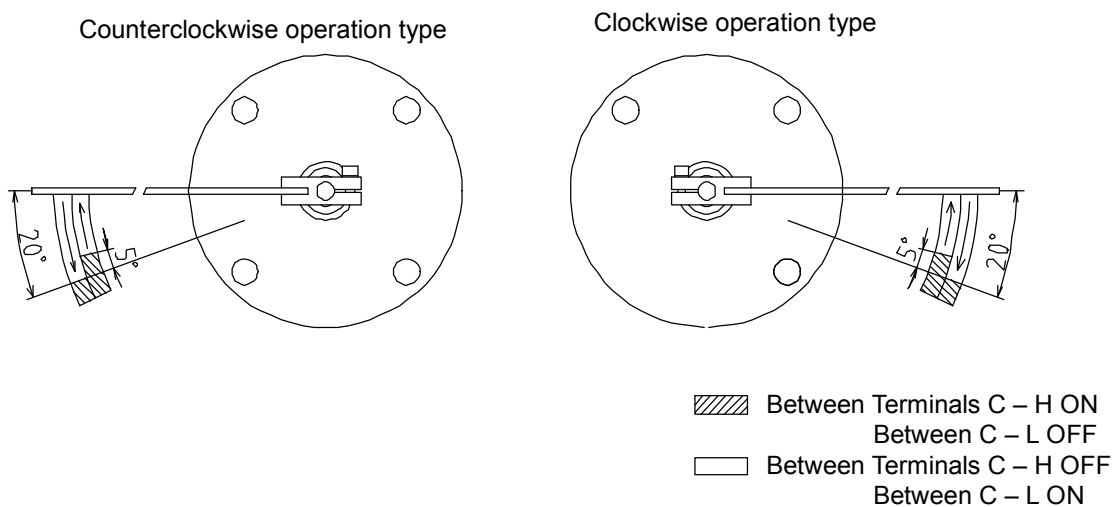 Counterclockwise operation type
Clockwise operation type
20°
5°
5°
20°
Between Terminals C – H ON
Between C – L OFF
Between Terminals C – H OFF
Between C – L ON